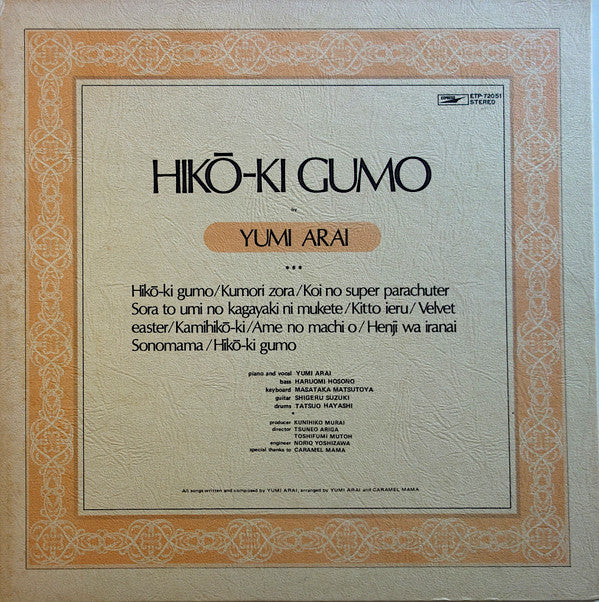 EXPRESS
ETP-72051
STEREO
HIKŌ-KI GUMO
by
YUMI ARAI
***
Hikō-ki gumo/Kumori zora/Koi no super parachuter
Sora to umi no kagayaki ni mukete/Kitto ieru/Velvet
easter/Kamihikō-ki/Ame no machi o/Henji wa iranai
Sonomama/Hikō-ki gumo
piano and vocal YUMI ARAI
bass HARUOMI HOSONO
keyboard MASATAKA MATSUTOYA
guitar SHIGERU SUZUKI
drums TATSUO HAYASHI
*
producer KUNIHIKO MURAI
director TSUNEO ARIGA
TOSHIFUMI MUTOH
engineer NORIO YOSHIZAWA
special thanks to CARAMEL MAMA
All songs written and composed by YUMI ARAI, arranged by YUMI ARAI and CARAMEL MAMA